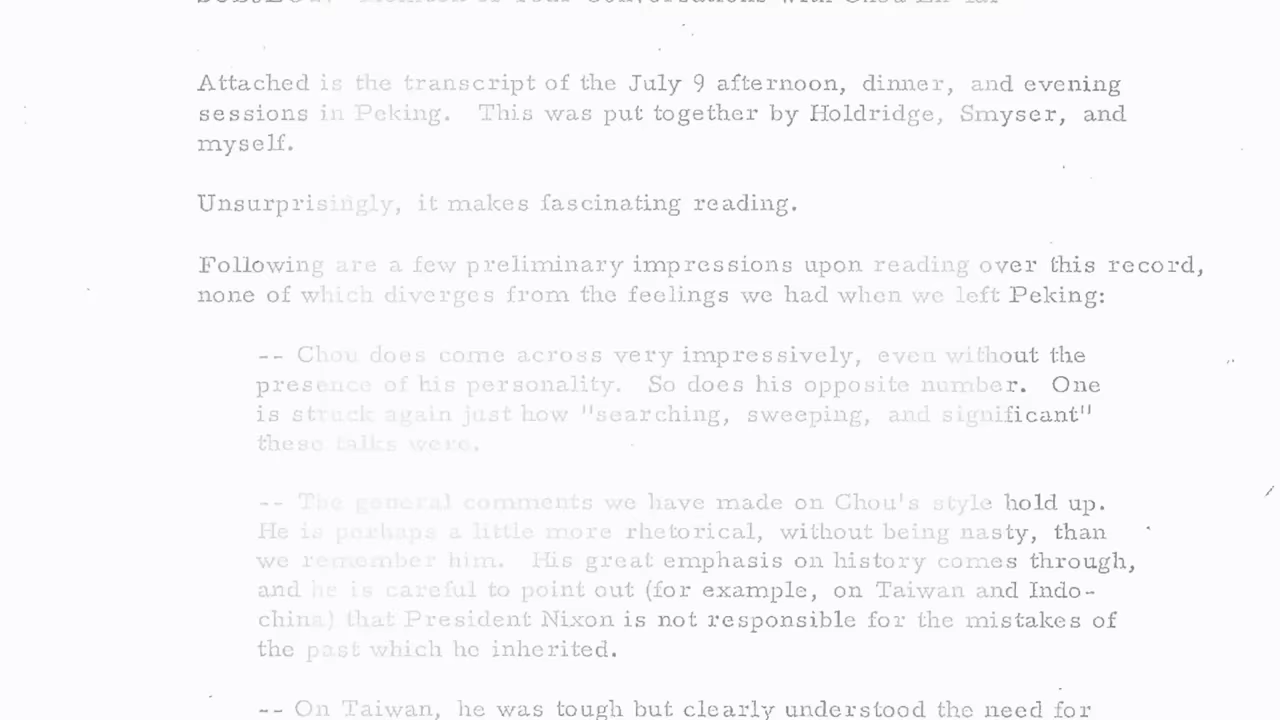 Attached is the transcript of the July 9 afternoon, dinner, and evening
sessions in Peking. This was put together by Holdridge, Smyser, and
myself.
Unsurprisingly, it makes fascinating reading.
Following are a few preliminary impressions upon reading over this record,
none of which diverges from the feelings we had when we left Peking:
-- Chou does come across very impressively, even without the
presence of his personality. So does his opposite number. One
is struck again just how "searching, sweeping, and significant"
these talks were.
-- The general comments we have made on Chou's style hold up.
He is perhaps a little more rhetorical, without being nasty, than
we remember him. His great emphasis on history comes through,
and he is careful to point out (for example, on Taiwan and Indo-
china) that President Nixon is not responsible for the mistakes of
the past which he inherited.
-- On Taiwan, he was tough but clearly understood the need for